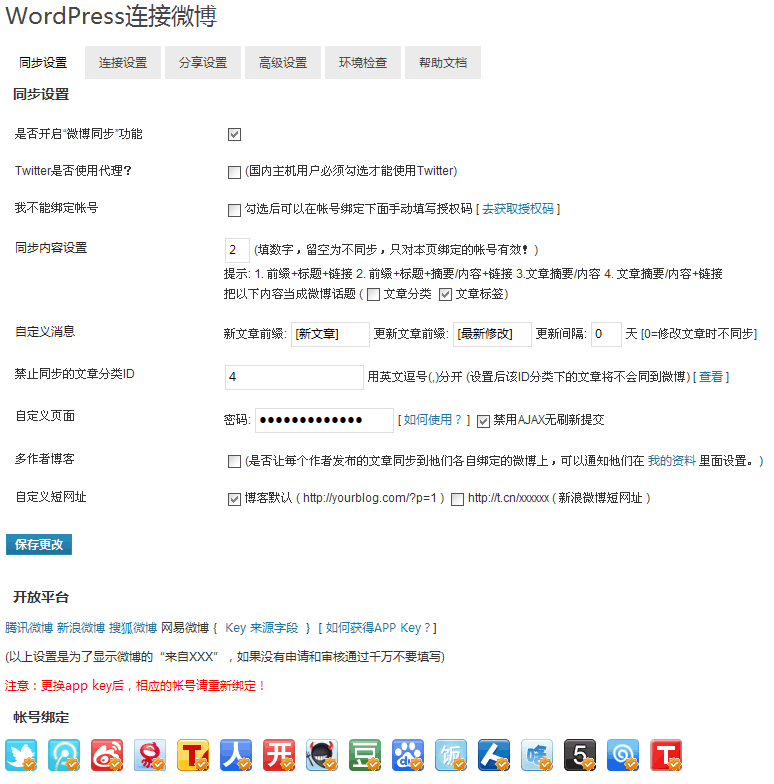 WordPress连接微博
同步设置 连接设置 分享设置 高级设置 环境检查 帮助文档
同步设置
是否开启“微博同步”功能
Twitter是否使用代理？ (国内主机用户必须勾选才能使用Twitter)
我不能绑定帐号 勾选后可以在帐号绑定下面手动填写授权码 [ 去获取授权码 ]
同步内容设置 2 (填数字，留空为不同步，只对本页绑定的帐号有效！)
提示: 1. 前缀+标题+链接 2. 前缀+标题+摘要/内容+链接 3.文章摘要/内容 4. 文章摘要/内容+链接
把以下内容当成微博话题 ( 文章分类 文章标签)
自定义消息 新文章前缀: [新文章] 更新文章前缀: [最新修改] 更新间隔: 0 天 [0=修改文章时不同步]
禁止同步的文章分类ID 4 用英文逗号(,)分开 (设置后该ID分类下的文章将不会同到微博) [ 查看 ]
自定义页面 密码: ●●●●●●●●●●●●● [ 如何使用？ ] 禁用AJAX无刷新提交
多作者博客 (是否让每个作者发布的文章同步到他们各自绑定的微博上，可以通知他们在 我的资料 里面设置。)
自定义短网址 博客默认 ( http://yourblog.com/?p=1 ) http://t.cn/xxxxxx ( 新浪微博短网址 )
保存更改
开放平台
腾讯微博 新浪微博 搜狐微博 网易微博 { Key 来源字段 } [ 如何获得APP Key？]
(以上设置是为了显示微博的“来自XXX”，如果没有申请和审核通过千万不要填写)
注意：更换app key后，相应的帐号请重新绑定！
帐号绑定
T. 人 开 豆 du 饭 人 5 T